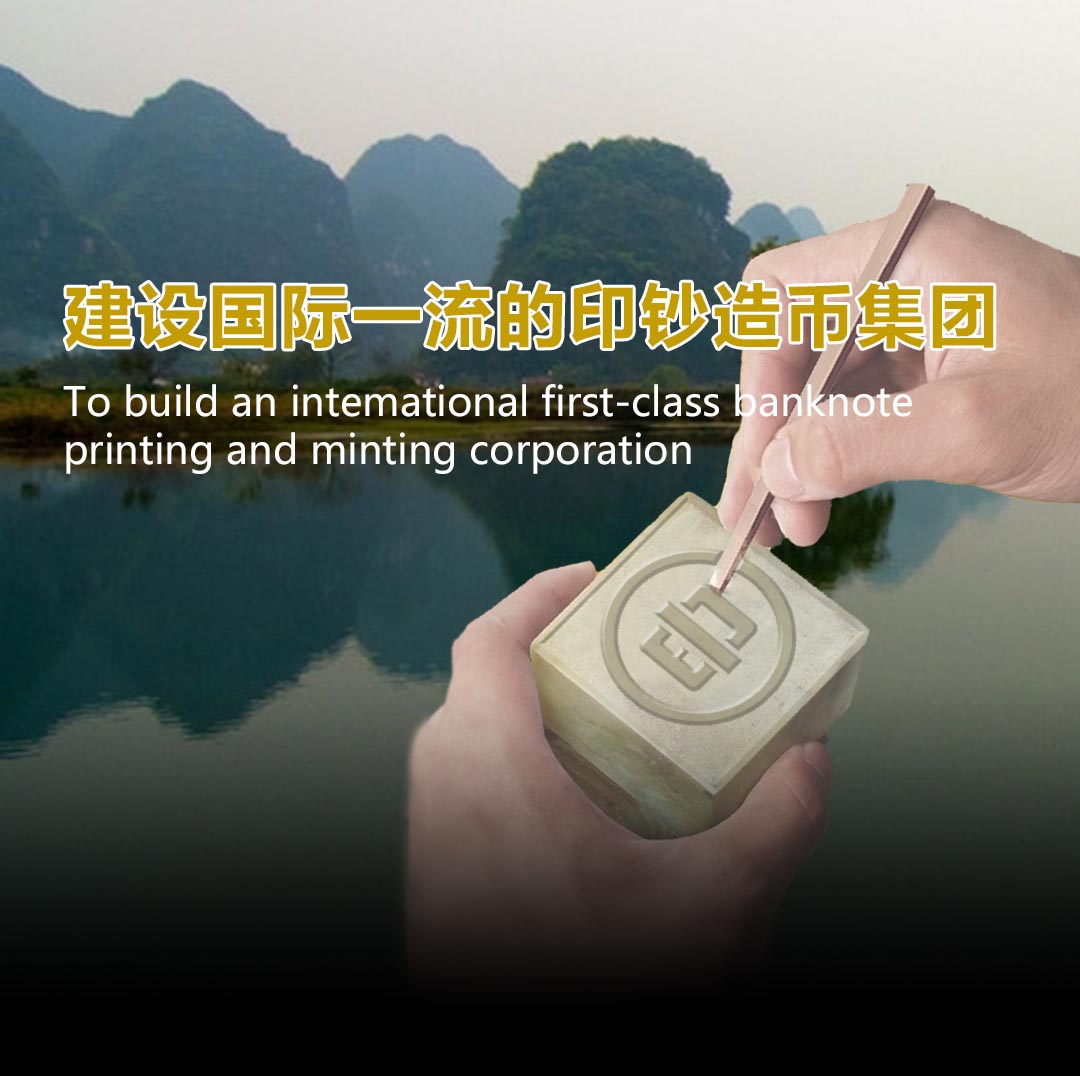 建设国际一流的印钞造币集团
To build an intemational first-class banknote
printing and minting corporation
印